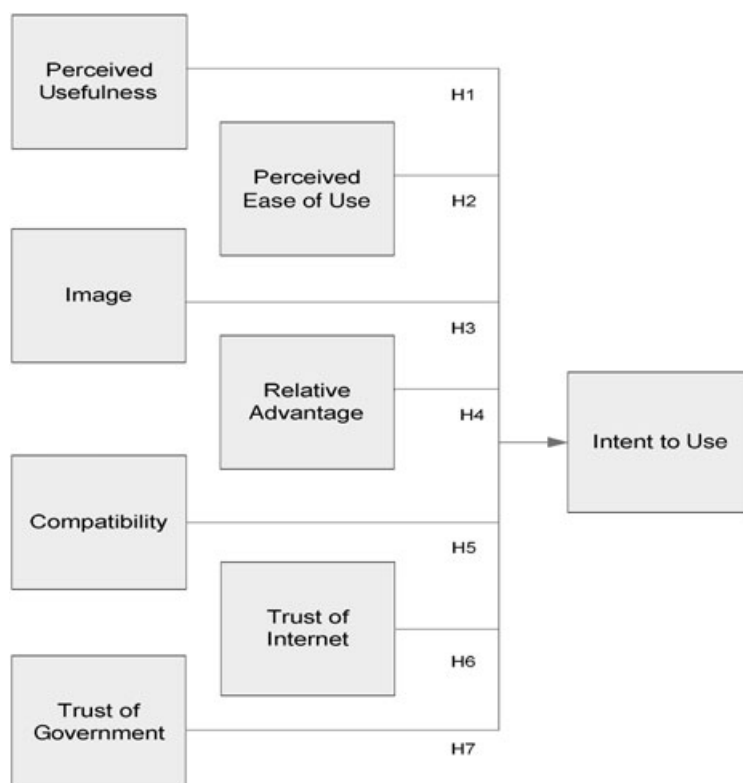 Perceived
Usefulness
H1
Perceived
Ease of Use
H2
Image
H3
Relative
Advantage
H4
Intent to Use
Compatibility
H5
Trust of
Internet
H6
Trust of
Government
H7